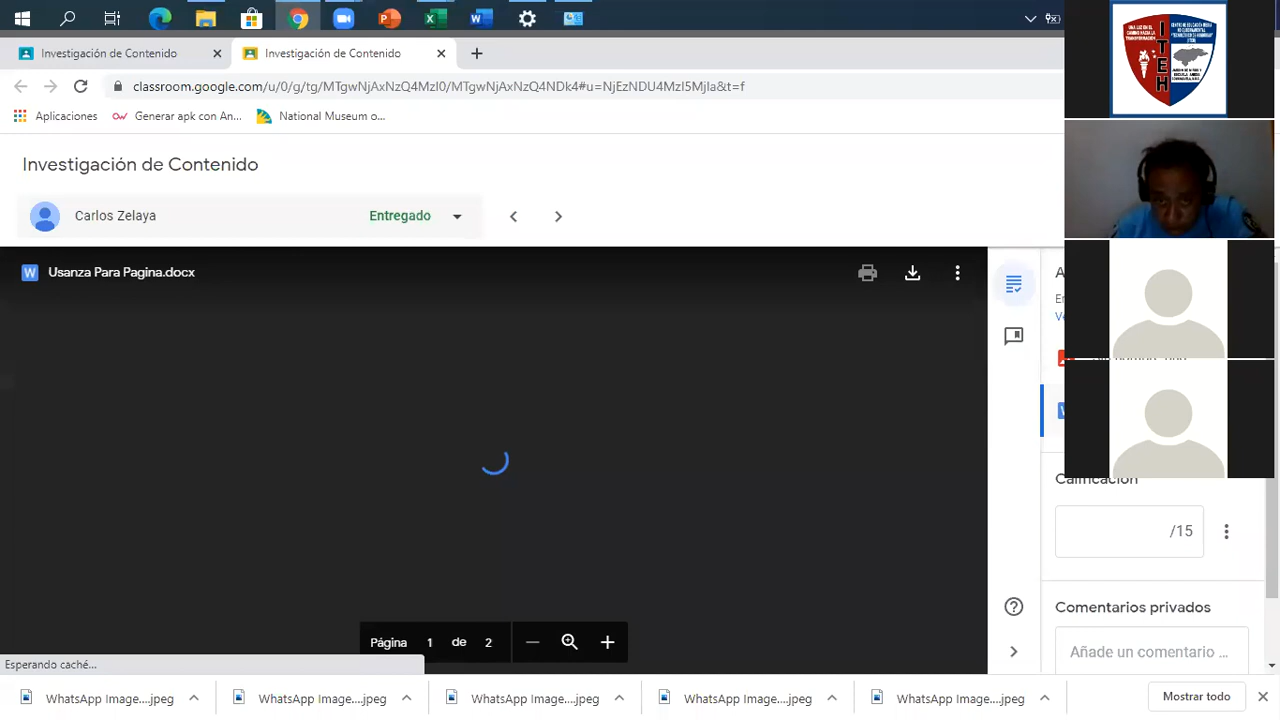 Investigación de Contenido
Investigación de Contenido
classroom.google.com/u/0/g/tg/MTgwNjAxNzQ4MzI0/MTgwNjAxNzQ4NDk4#u=NjEzNDU4MzI5Mjla&t=f
Aplicaciones
Generar apk con An...
National Museum o...
Investigación de Contenido
Carlos Zelaya
Entregado
Usanza Para Pagina.docx
ITEH
/15
Calificación
Comentarios privados
Añade un comentario ...
Página 1 de 2
Esperando caché...
WhatsApp Image....jpeg
WhatsApp Image....jpeg
WhatsApp Image....jpeg
WhatsApp Image....jpeg
WhatsApp Image....jpeg
Mostrar todo